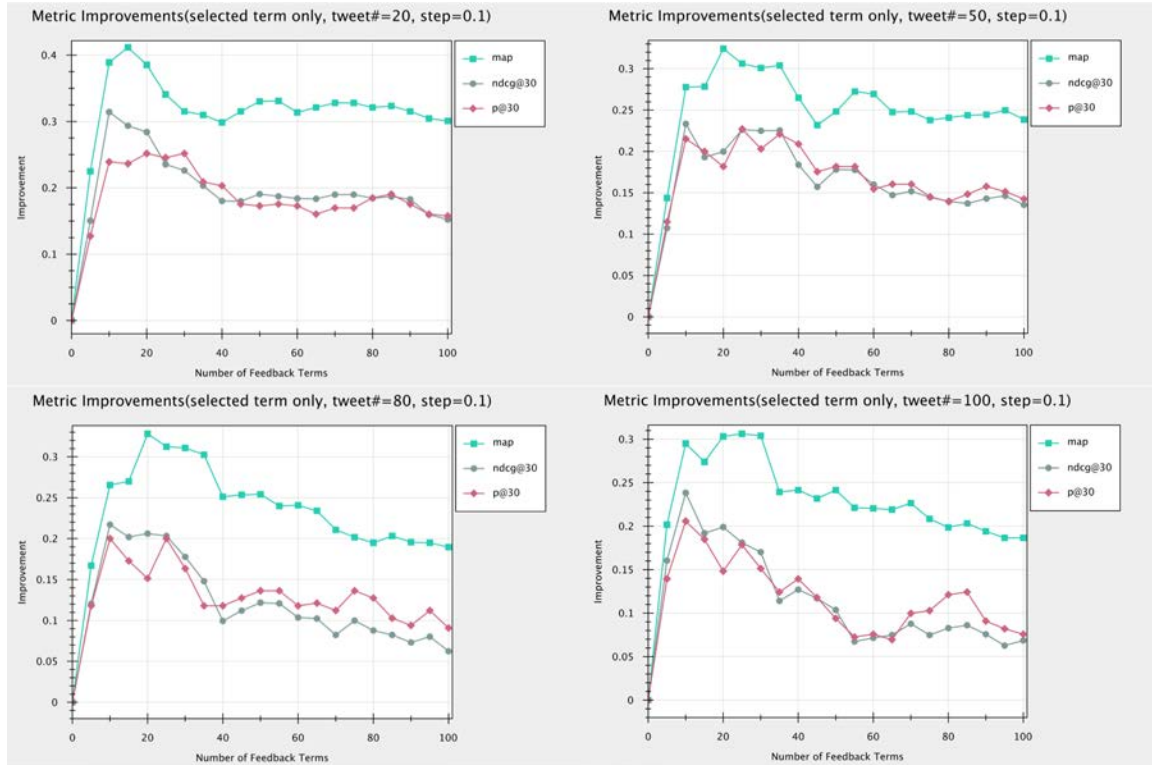 Metric Improvements(selected term only, tweet#=20, step=0.1)
0.4
0.3
0.2
0.1
0
Improvement
0 20 40 60 80 100
Number of Feedback Terms
map
ndcg@30
p@30
Metric Improvements(selected term only, tweet#=50, step=0.1)
0.3
0.25
0.2
0.15
0.1
0.05
0
Improvement
0 20 40 60 80 100
Number of Feedback Terms
map
ndcg@30
p@30
Metric Improvements(selected term only, tweet#=80, step=0.1)
0.3
0.25
0.2
0.15
0.1
0.05
0
Improvement
0 20 40 60 80 100
Number of Feedback Terms
map
ndcg@30
p@30
Metric Improvements(selected term only, tweet#=100, step=0.1)
0.3
0.25
0.2
0.15
0.1
0.05
0
Improvement
0 20 40 60 80 100
Number of Feedback Terms
map
ndcg@30
p@30